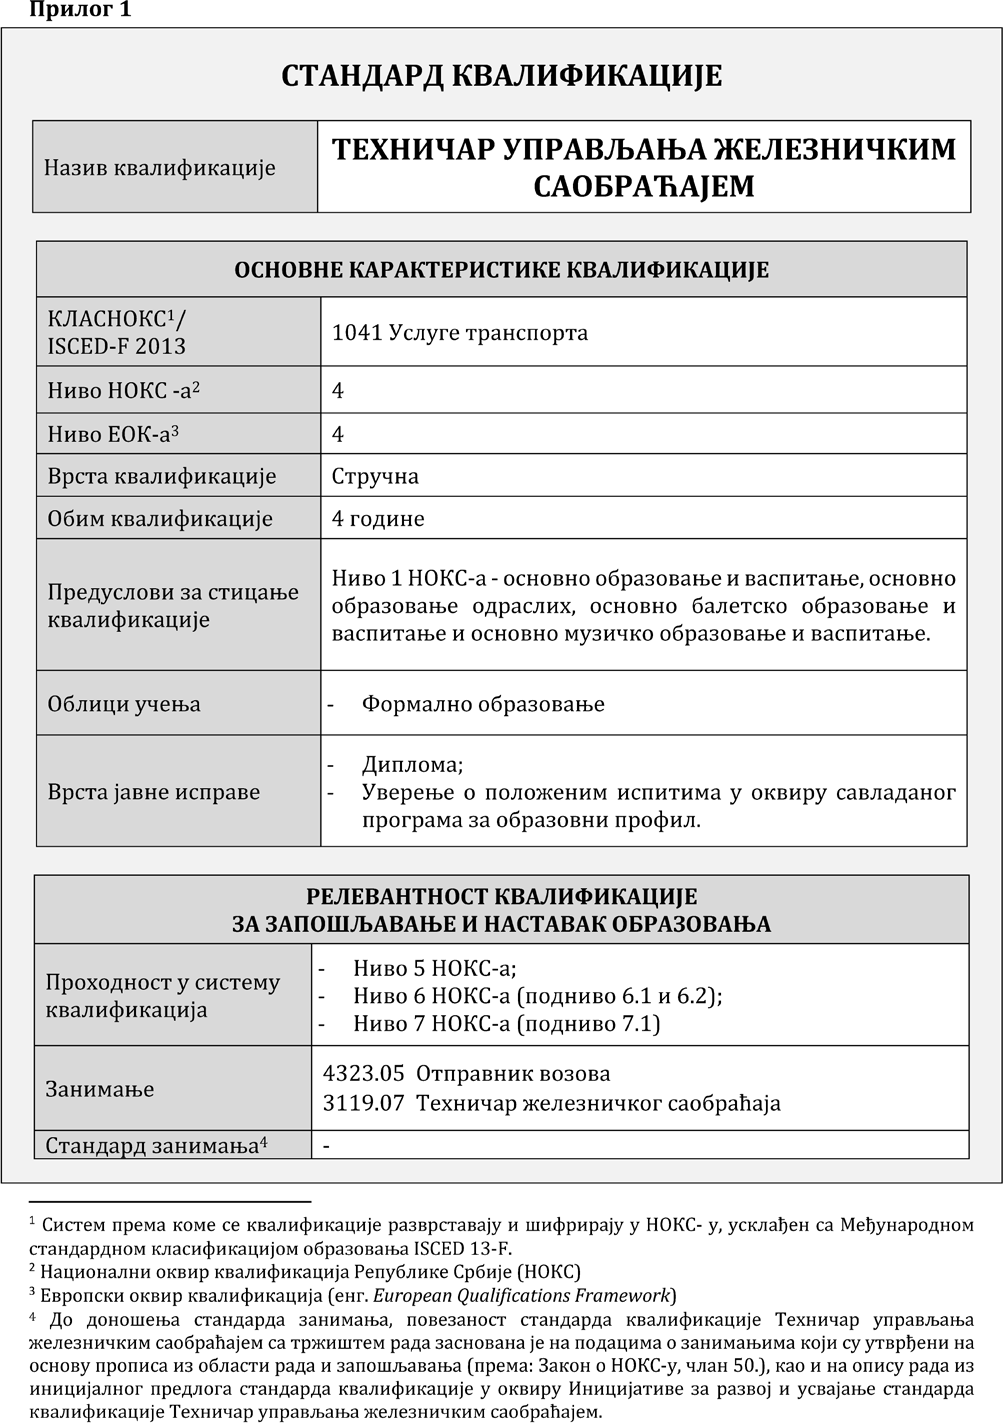 Прилог 1
СТАНДАРД КВАЛИФИКАЦИЈЕ
Назив квалификације
ТЕХНИЧАР УПРАВЉАЊА ЖЕЛЕЗНИЧКИМ
САОБРАЋАЈЕМ
ОСНОВНЕ КАРАКТЕРИСТИКЕ КВАЛИФИКАЦИЈЕ
КЛАСНОКС¹/
ISCED-F 2013
1041 Услуге транспорта
Ниво НОКС -а²
4
Ниво ЕОК-а³
4
Врста квалификације
Стручна
Обим квалификације
4 године
Предуслови за стицање
квалификације
Ниво 1 НОКС-а - основно образовање и васпитање, основно
образовање одраслих, основно балетско образовање и
васпитање и основно музичко образовање и васпитање.
Облици учења
- Формално образовање
Врста јавне исправе
- Диплома;
- Уверење о положеним испитима у оквиру савладаног
програма за образовни профил.
РЕЛЕВАНТНОСТ КВАЛИФИКАЦИЈЕ
ЗА ЗАПОШЉАВАЊЕ И НАСТАВАК ОБРАЗОВАЊА
Проходност у систему
квалификација
- Ниво 5 НОКС-а;
- Ниво 6 НОКС-а (подниво 6.1 и 6.2);
- Ниво 7 НОКС-а (подниво 7.1)
Занимање
4323.05 Отправник возова
3119.07 Техничар железничког саобраћаја
Стандард занимања⁴
-
¹ Систем према коме се квалификације разврставају и шифрирају у НОКС- у, усклађен са Међународном
стандардном класификацијом образовања ISCED 13-F.
² Национални оквир квалификација Републике Србије (НОКС)
³ Европски оквир квалификација (енг. European Qualifications Framework)
⁴ До доношења стандарда занимања, повезаност стандарда квалификације Техничар управљања
железничким саобраћајем са тржиштем рада заснована је на подацима о занимањима који су утврђени на
основу прописа из области рада и запошљавања (према: Закон о НОКС-у, члан 50.), као и на опису рада из
иницијалног предлога стандарда квалификације у оквиру Иницијативе за развој и усвајање стандарда
квалификације Техничар управљања железничким саобраћајем.